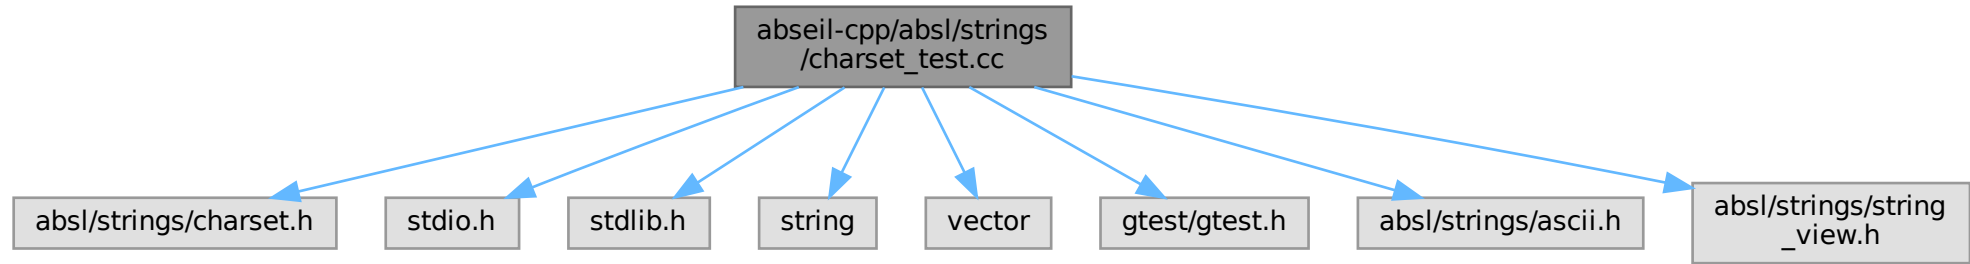 abseil-cpp/absl/strings
/charset_test.cc
absl/strings/charset.h
stdio.h
stdlib.h
string
vector
gtest/gtest.h
absl/strings/ascii.h
absl/strings/string
_view.h